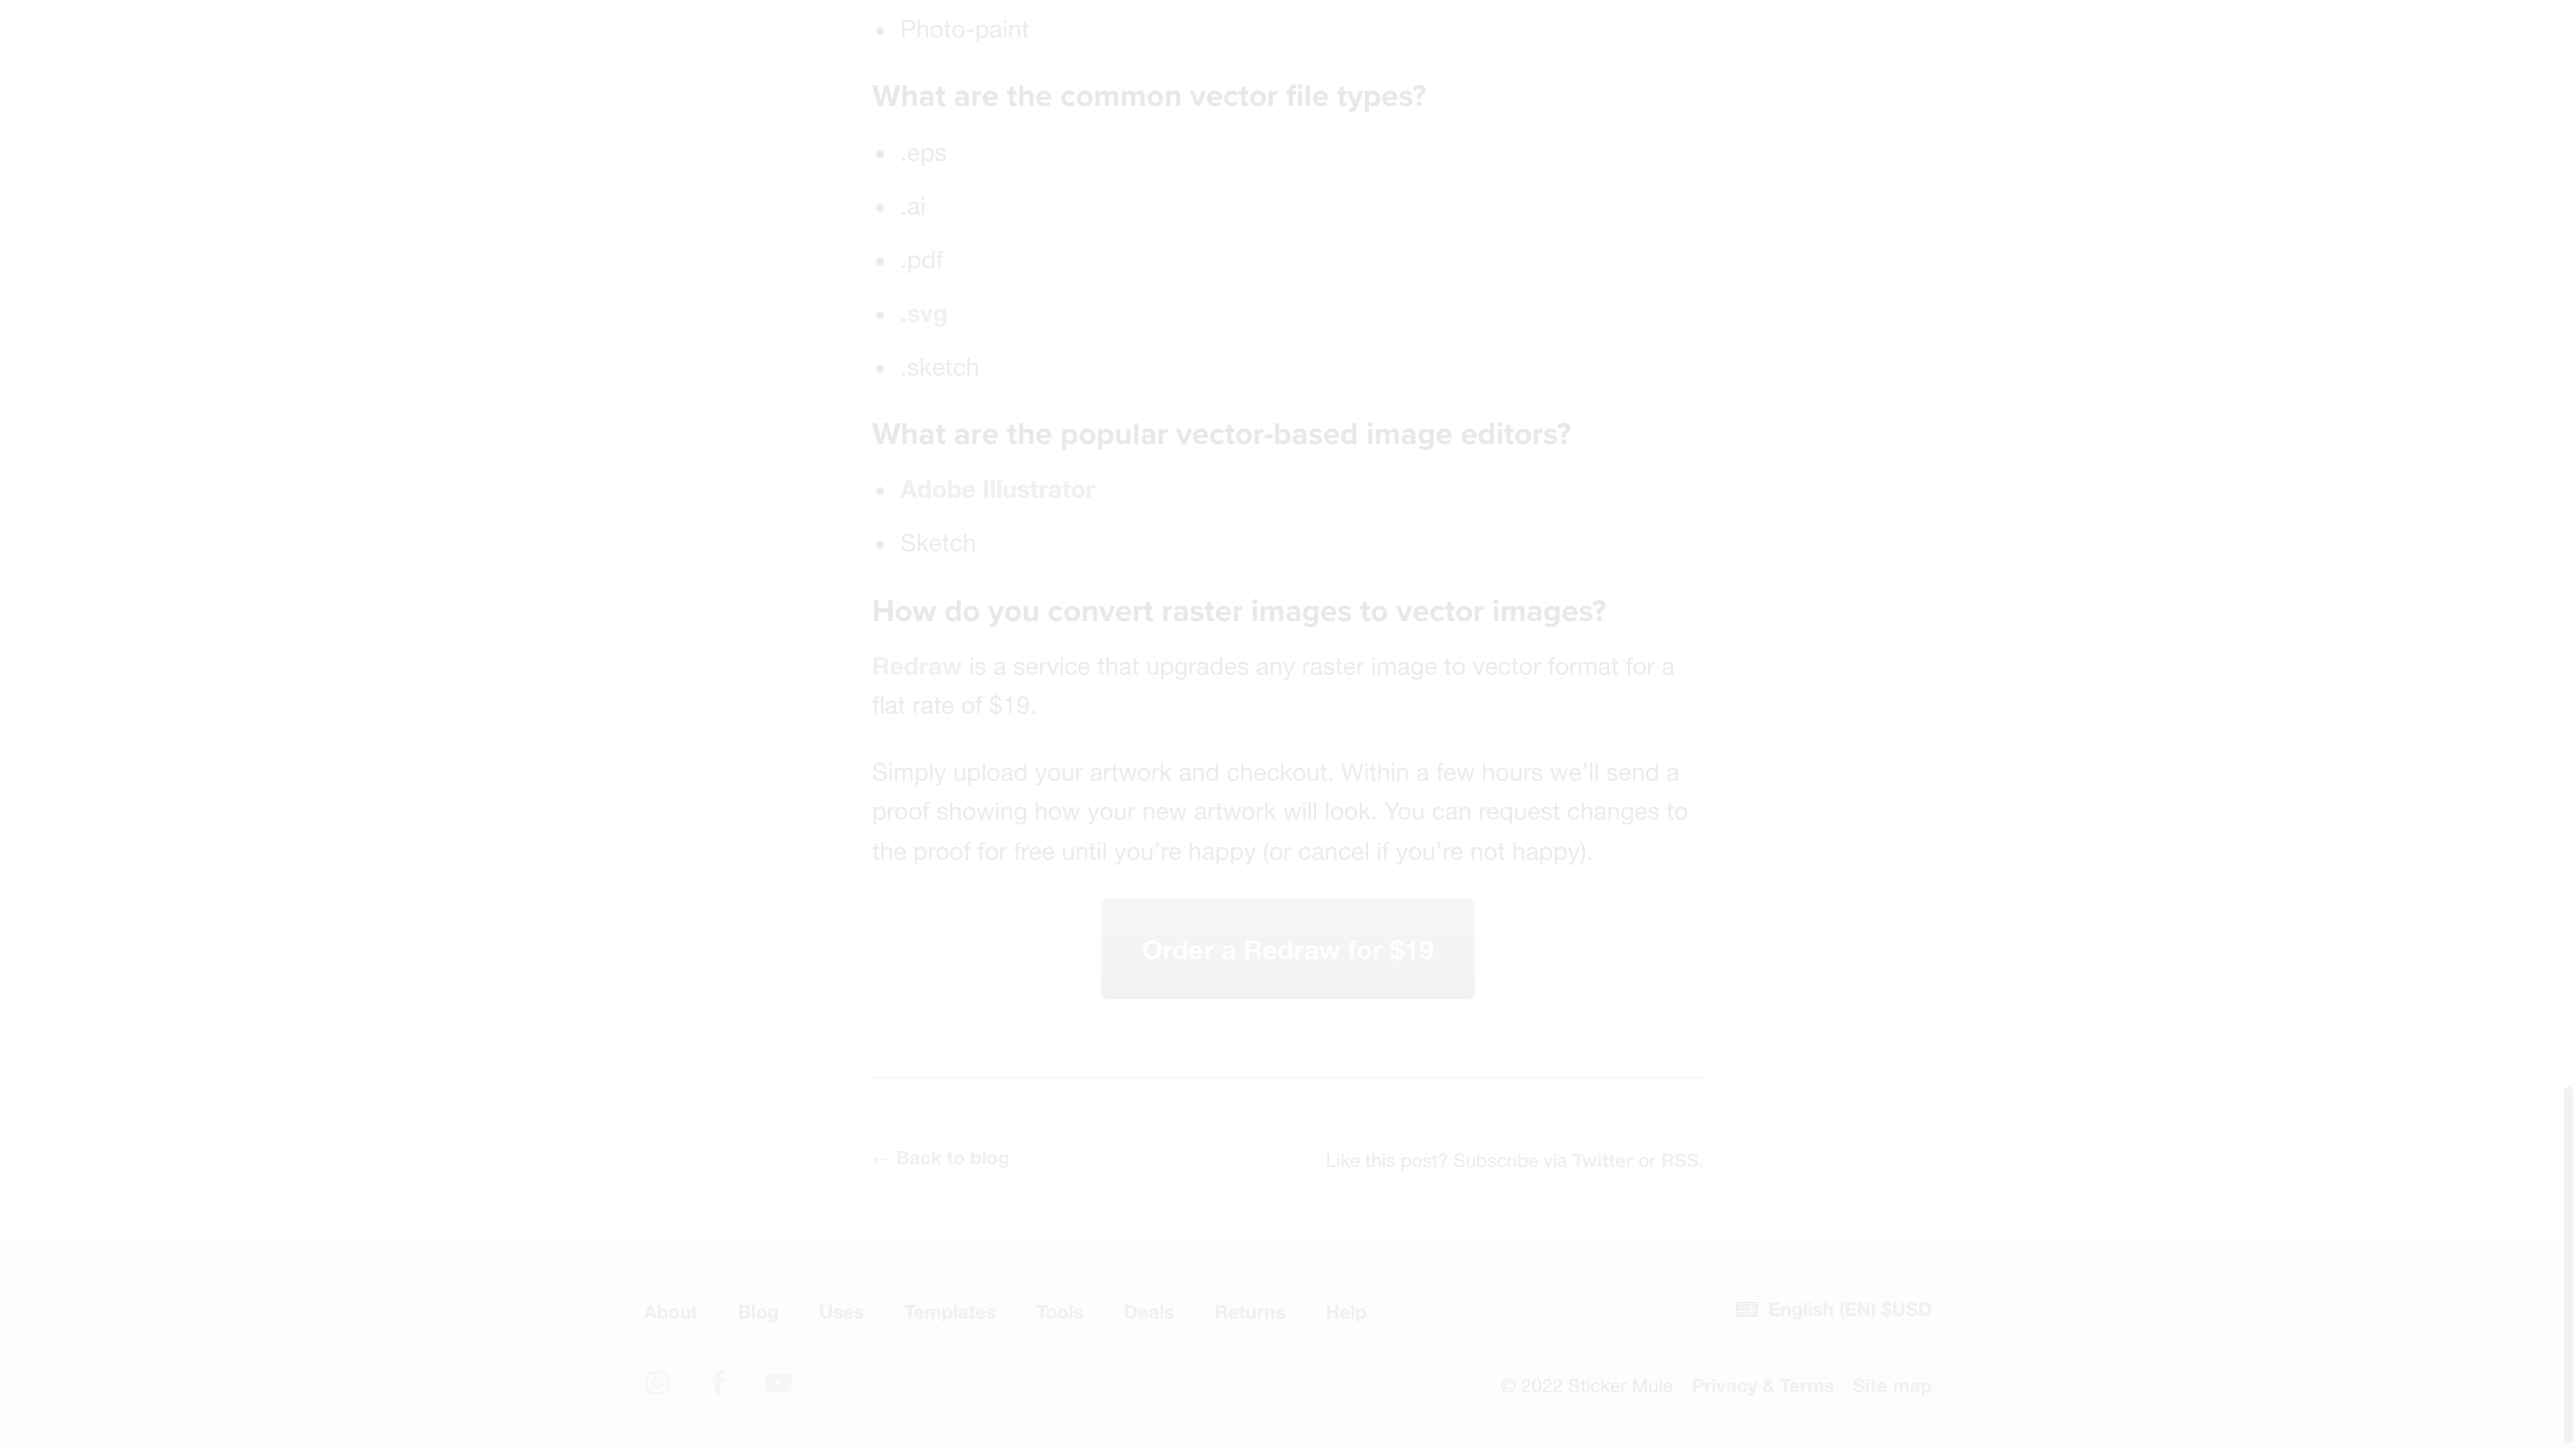 Photo-paint
What are the common vector file types?
.eps
.ai
.pdf
.svg
.sketch
What are the popular vector-based image editors?
Adobe Illustrator
Sketch
How do you convert raster images to vector images?
Redraw is a service that upgrades any raster image to vector format for a
flat rate of $19.
Simply upload your artwork and checkout. Within a few hours we’ll send a
proof showing how your new artwork will look. You can request changes to
the proof for free until you’re happy (or cancel if you’re not happy).
Order a Redraw for $19
← Back to blog
Like this post? Subscribe via Twitter or RSS.
About Blog Uses Templates Tools Deals Returns Help
English (EN) $USD
© 2022 Sticker Mule Privacy & Terms Site map